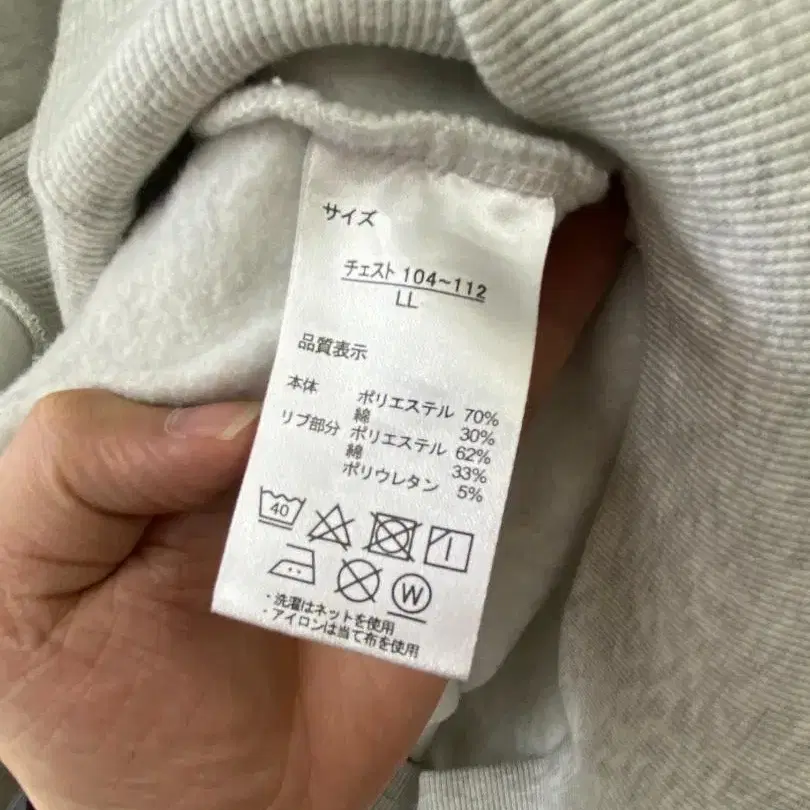 サイズ
チェスト 104~112
LL
品質表示
本体 ポリエステル 70%
綿 30%
リブ部分 ポリエステル 62%
綿 33%
ポリウレタン 5%
40
W
・洗濯はネットを使用
・アイロンは当て布を使用